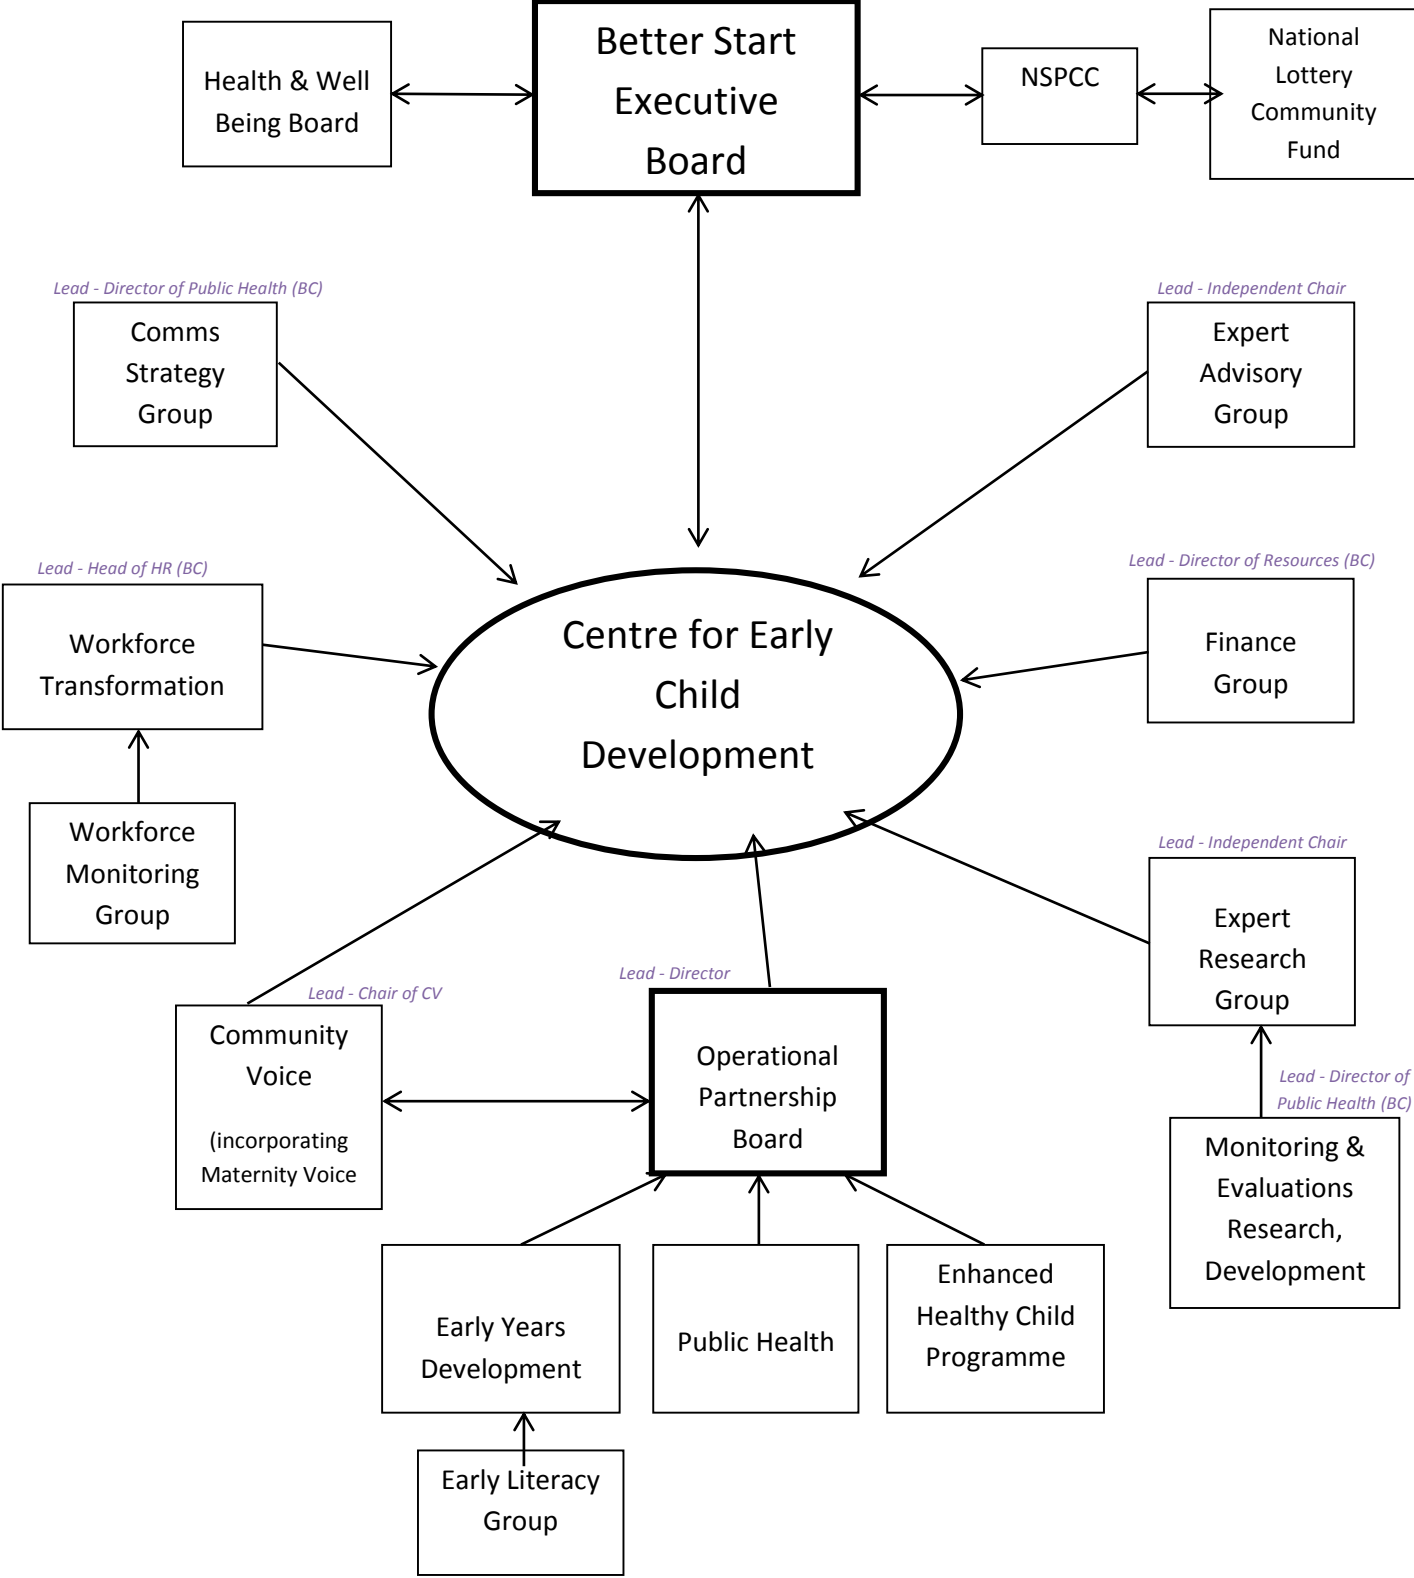 Better Start
Executive
Board
Health & Well
Being Board
NSPCC
National
Lottery
Community
Fund
Lead - Director of Public Health (BC)
Comms
Strategy
Group
Lead - Independent Chair
Expert
Advisory
Group
Lead - Head of HR (BC)
Workforce
Transformation
Centre for Early
Child
Development
Lead - Director of Resources (BC)
Finance
Group
Workforce
Monitoring
Group
Lead - Independent Chair
Expert
Research
Group
Lead - Chair of CV
Community
Voice
(incorporating
Maternity Voice
Lead - Director
Operational
Partnership
Board
Lead - Director of
Public Health (BC)
Monitoring &
Evaluations
Research,
Development
Early Years
Development
Public Health
Enhanced
Healthy Child
Programme
Early Literacy
Group